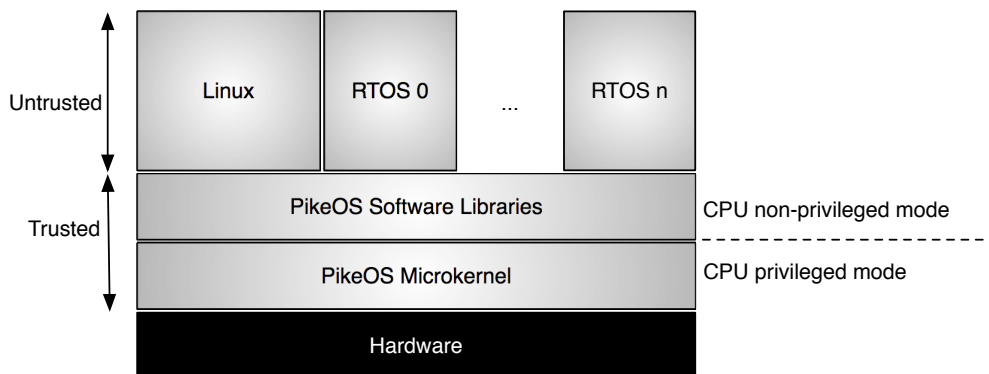 Untrusted
Linux
RTOS 0
...
RTOS n
Trusted
PikeOS Software Libraries
CPU non-privileged mode
PikeOS Microkernel
CPU privileged mode
Hardware